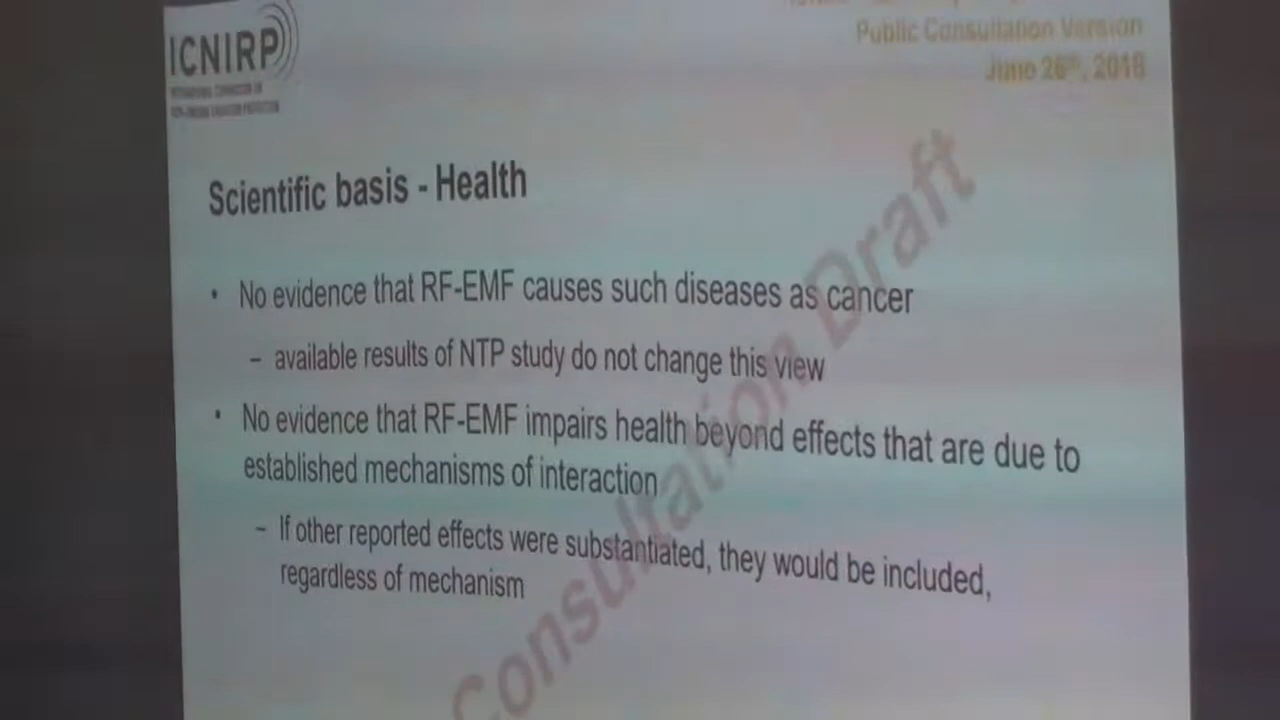 ICNIRP
Public Consultation Version
June 26th, 2018
Scientific basis - Health
• No evidence that RF-EMF causes such diseases as cancer
– available results of NTP study do not change this view
• No evidence that RF-EMF impairs health beyond effects that are due to
established mechanisms of interaction
– If other reported effects were substantiated, they would be included,
regardless of mechanism
Consultation Draft